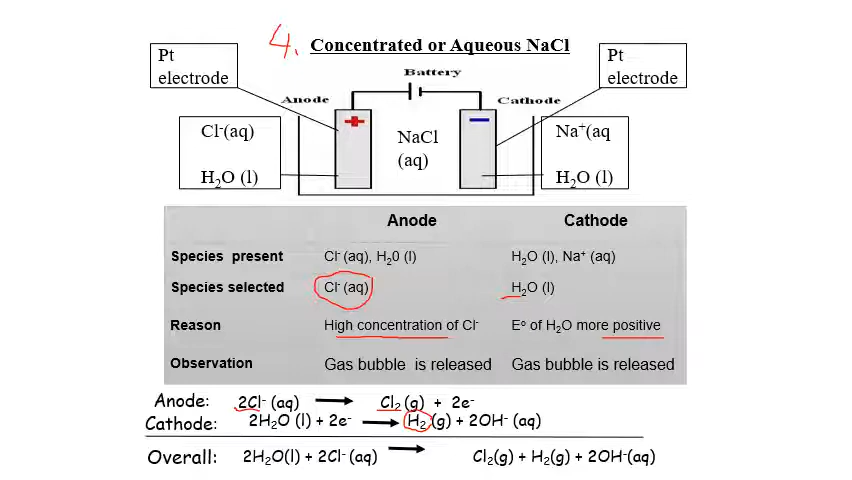 4. Concentrated or Aqueous NaCl
Pt electrode
Pt electrode
Battery
Anode
Cathode
Cl⁻(aq)
H₂O (l)
+
NaCl (aq)
−
Na⁺(aq
H₂O (l)
Anode Cathode
Species present Cl⁻ (aq), H₂0 (l) H₂O (l), Na⁺ (aq)
Species selected Cl⁻ (aq) H₂O (l)
Reason High concentration of Cl⁻ E° of H₂O more positive
Observation Gas bubble is released Gas bubble is released
Anode: 2Cl⁻ (aq) → Cl₂ (g) + 2e⁻
Cathode: 2H₂O (l) + 2e⁻ → H₂ (g) + 2OH⁻ (aq)
Overall: 2H₂O(l) + 2Cl⁻ (aq) → Cl₂(g) + H₂(g) + 2OH⁻(aq)